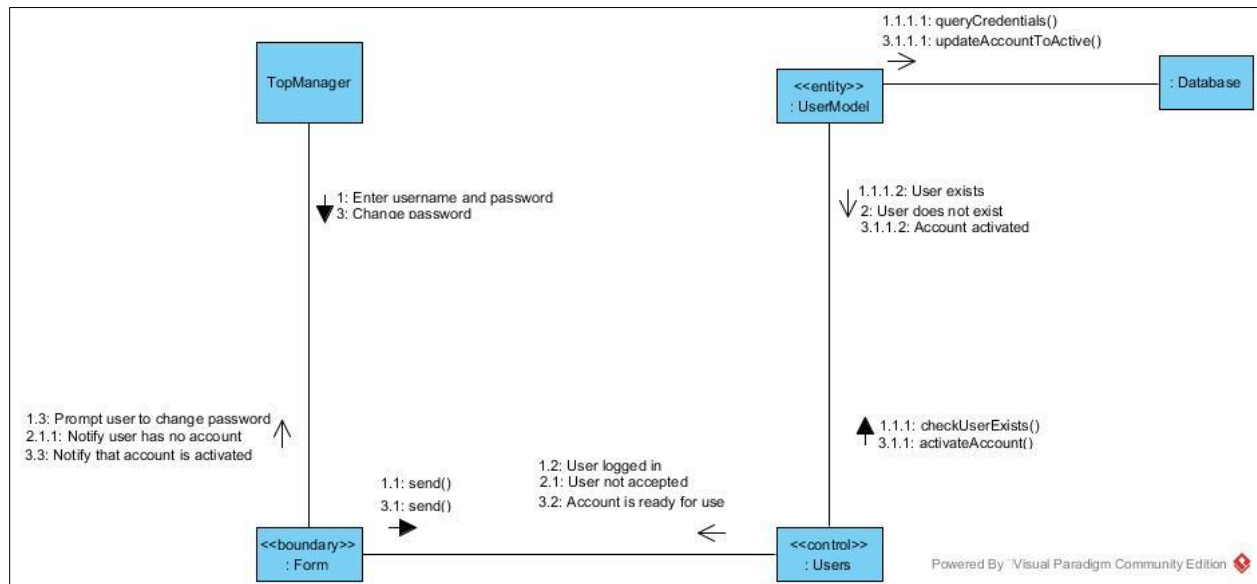 1.1.1.1: queryCredentials()
3.1.1.1: updateAccountToActive()
TopManager
<<entity>>
: UserModel
: Database
1: Enter username and password
3: Change password
1.1.1.2: User exists
2: User does not exist
3.1.1.2: Account activated
1.3: Prompt user to change password
2.1.1: Notify user has no account
3.3: Notify that account is activated
1.1.1: checkUserExists()
3.1.1: activateAccount()
1.2: User logged in
2.1: User not accepted
3.2: Account is ready for use
1.1: send()
3.1: send()
<<boundary>>
: Form
<<control>>
: Users
Powered By Visual Paradigm Community Edition